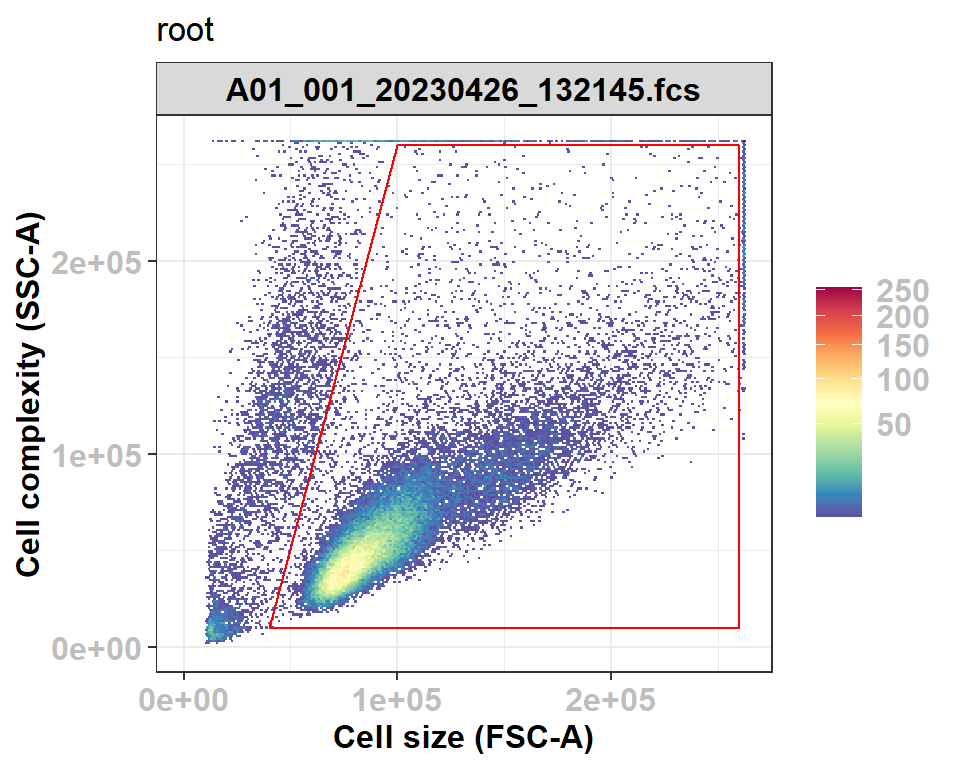 root
A01_001_20230426_132145.fcs
Cell complexity (SSC-A)
2e+05
1e+05
0e+00
0e+00 1e+05 2e+05
Cell size (FSC-A)
250
200
150
100
50